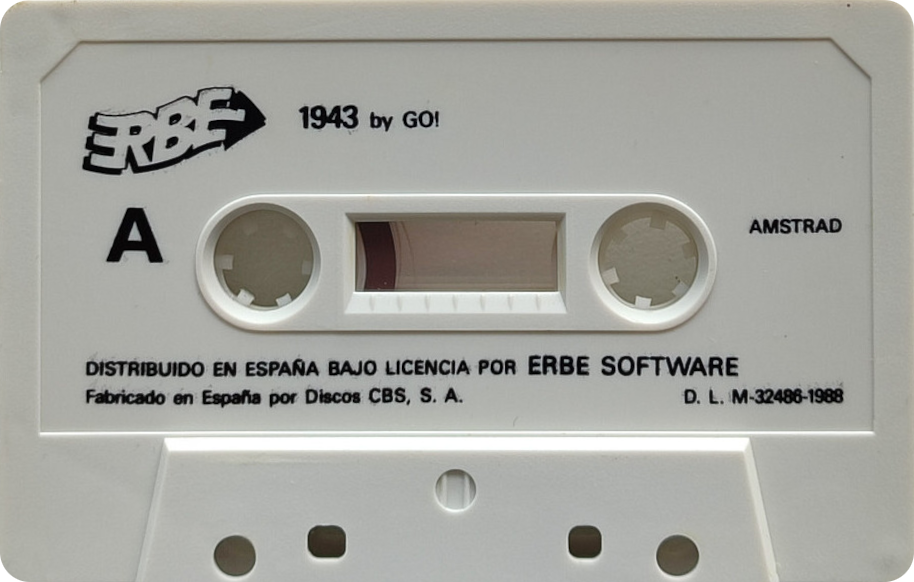 ERBE
1943 by GO!
A
AMSTRAD
DISTRIBUIDO EN ESPAÑA BAJO LICENCIA POR ERBE SOFTWARE
Fabricado en España por Discos CBS, S. A.
D. L. M-32486-1988